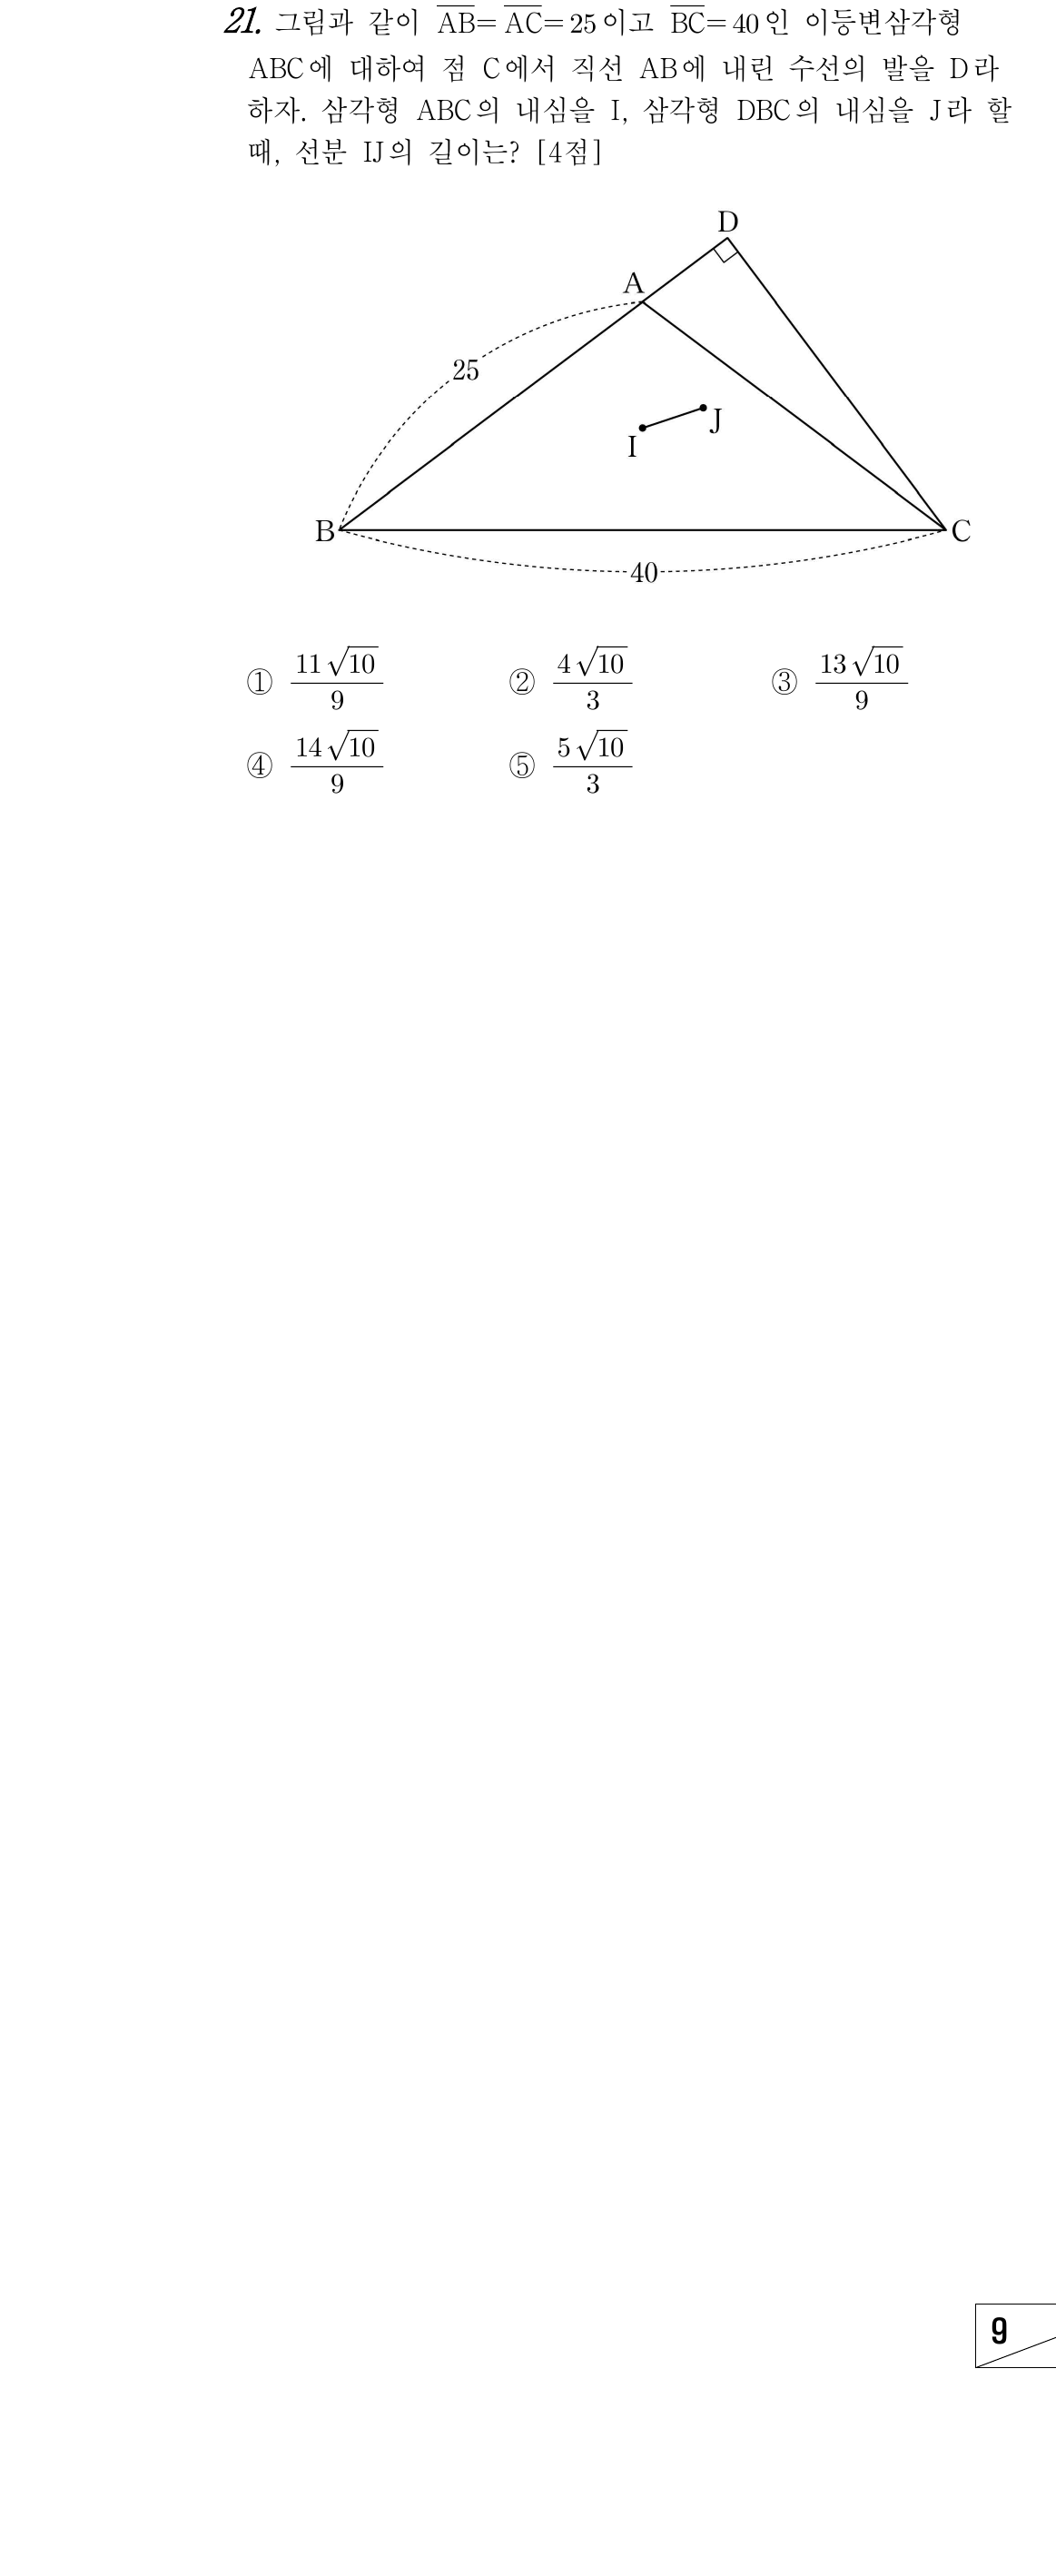 21. 그림과 같이 AB=AC=25이고 BC=40인 이등변삼각형
ABC에 대하여 점 C에서 직선 AB에 내린 수선의 발을 D라
하자. 삼각형 ABC의 내심을 I, 삼각형 DBC의 내심을 J라 할
때, 선분 IJ의 길이는? [4점]
D
A
25
J
I
B
C
40
① 11√10/9 ② 4√10/3 ③ 13√10/9
④ 14√10/9 ⑤ 5√10/3
9